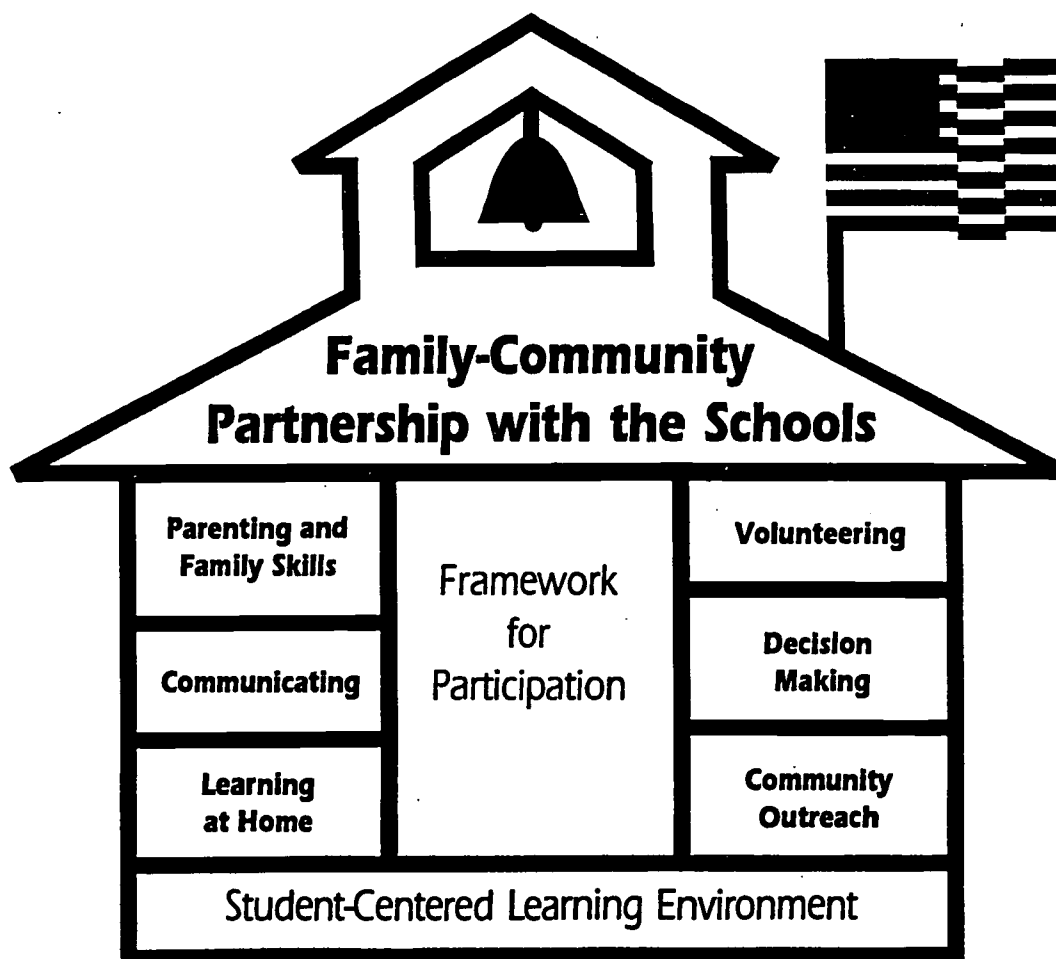 Family-Community
Partnership with the Schools
Parenting and
Family Skills
Communicating
Learning
at Home
Framework
for
Participation
Volunteering
Decision
Making
Community
Outreach
Student-Centered Learning Environment